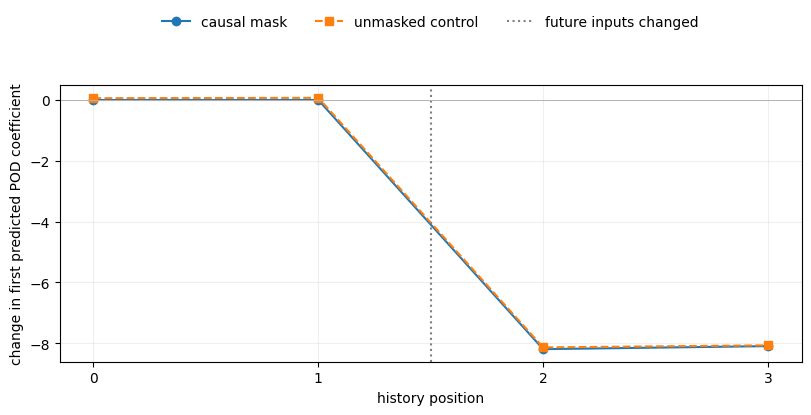 causal mask
unmasked control
future inputs changed
change in first predicted POD coefficient
0
−2
−4
−6
−8
0
1
2
3
history position